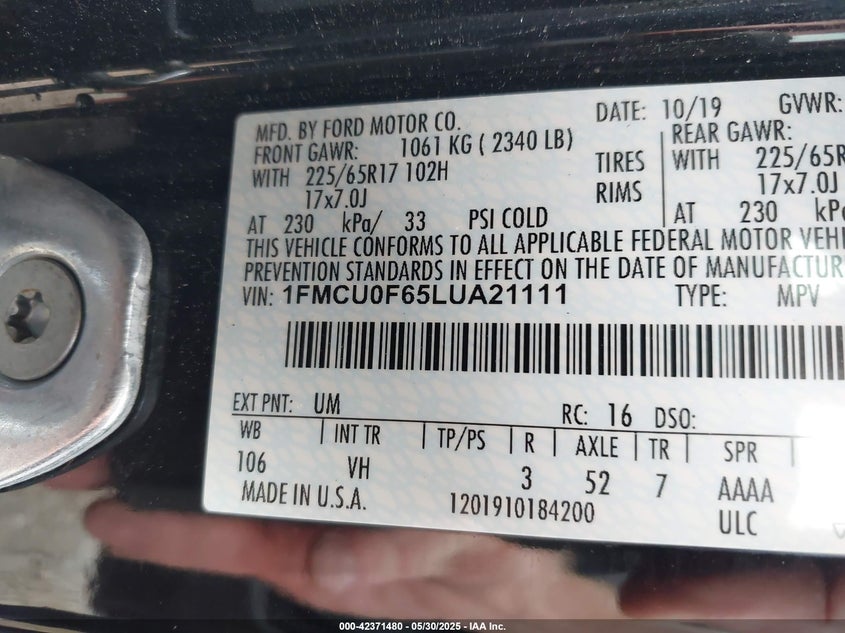 MFD. BY FORD MOTOR CO. DATE: 10/19 GVWR:
FRONT GAWR: 1061 KG ( 2340 LB) REAR GAWR:
WITH 225/65R17 102H TIRES WITH 225/65R
17x7.0J RIMS 17x7.0J
AT 230 kPa/ 33 PSI COLD AT 230 kP
THIS VEHICLE CONFORMS TO ALL APPLICABLE FEDERAL MOTOR VEHI
PREVENTION STANDARDS IN EFFECT ON THE DATE OF MANUFACTUR
VIN: 1FMCU0F65LUA21111 TYPE: MPV
EXT PNT: UM RC: 16 DSO:
WB | INT TR | TP/PS | R | AXLE | TR | SPR
106 VH 3 52 7 AAAA
MADE IN U.S.A. 1201910184200 ULC
000-42371480 - 05/30/2025 - IAA Inc.